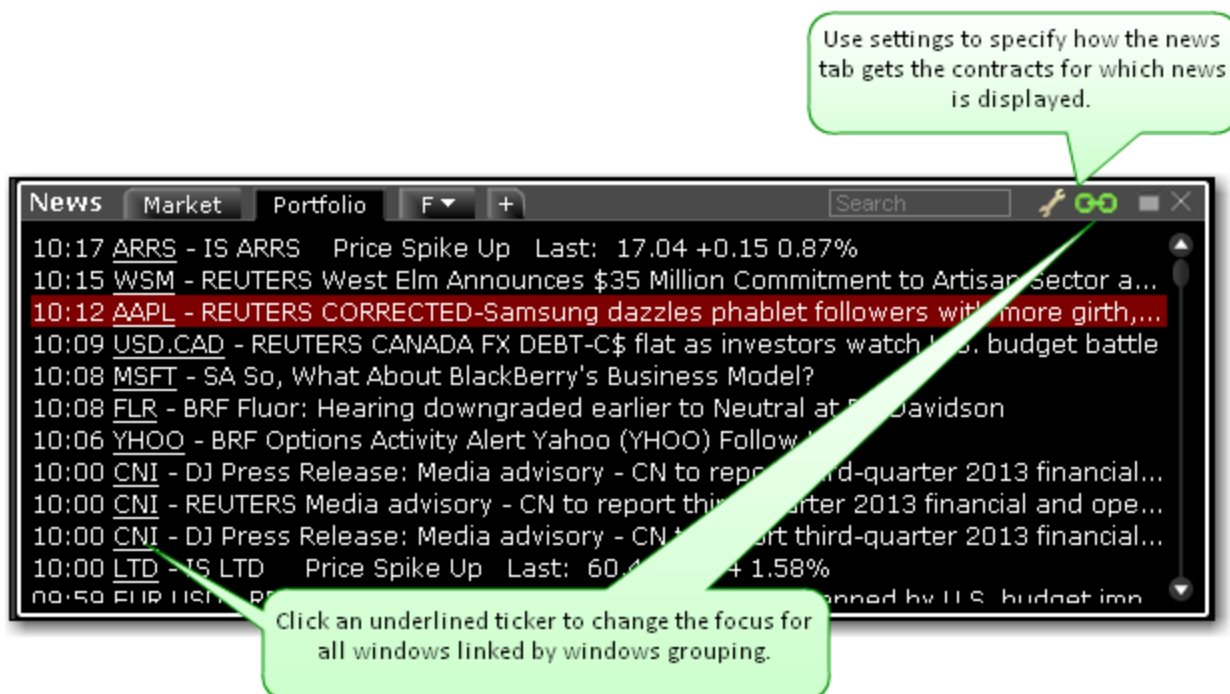 Use settings to specify how the news
tab gets the contracts for which news
is displayed.
News Market Portfolio F + Search
10:17 ARRS - IS ARRS Price Spike Up Last: 17.04 +0.15 0.87%
10:15 WSM - REUTERS West Elm Announces $35 Million Commitment to Artisan Sector a...
10:12 AAPL - REUTERS CORRECTED-Samsung dazzles phablet followers with more girth,...
10:09 USD.CAD - REUTERS CANADA FX DEBT-C$ flat as investors watch U.S. budget battle
10:08 MSFT - SA So, What About BlackBerry's Business Model?
10:08 FLR - BRF Fluor: Hearing downgraded earlier to Neutral at Davidson
10:06 YHOO - BRF Options Activity Alert Yahoo (YHOO) Follow
10:00 CNI - DJ Press Release: Media advisory - CN to report third-quarter 2013 financial...
10:00 CNI - REUTERS Media advisory - CN to report third-quarter 2013 financial and ope...
10:00 CNI - DJ Press Release: Media advisory - CN to report third-quarter 2013 financial...
10:00 LTD - IS LTD Price Spike Up Last: 1.58%
09:59 EUR.USD - by U.S. budget imp
Click an underlined ticker to change the focus for
all windows linked by windows grouping.